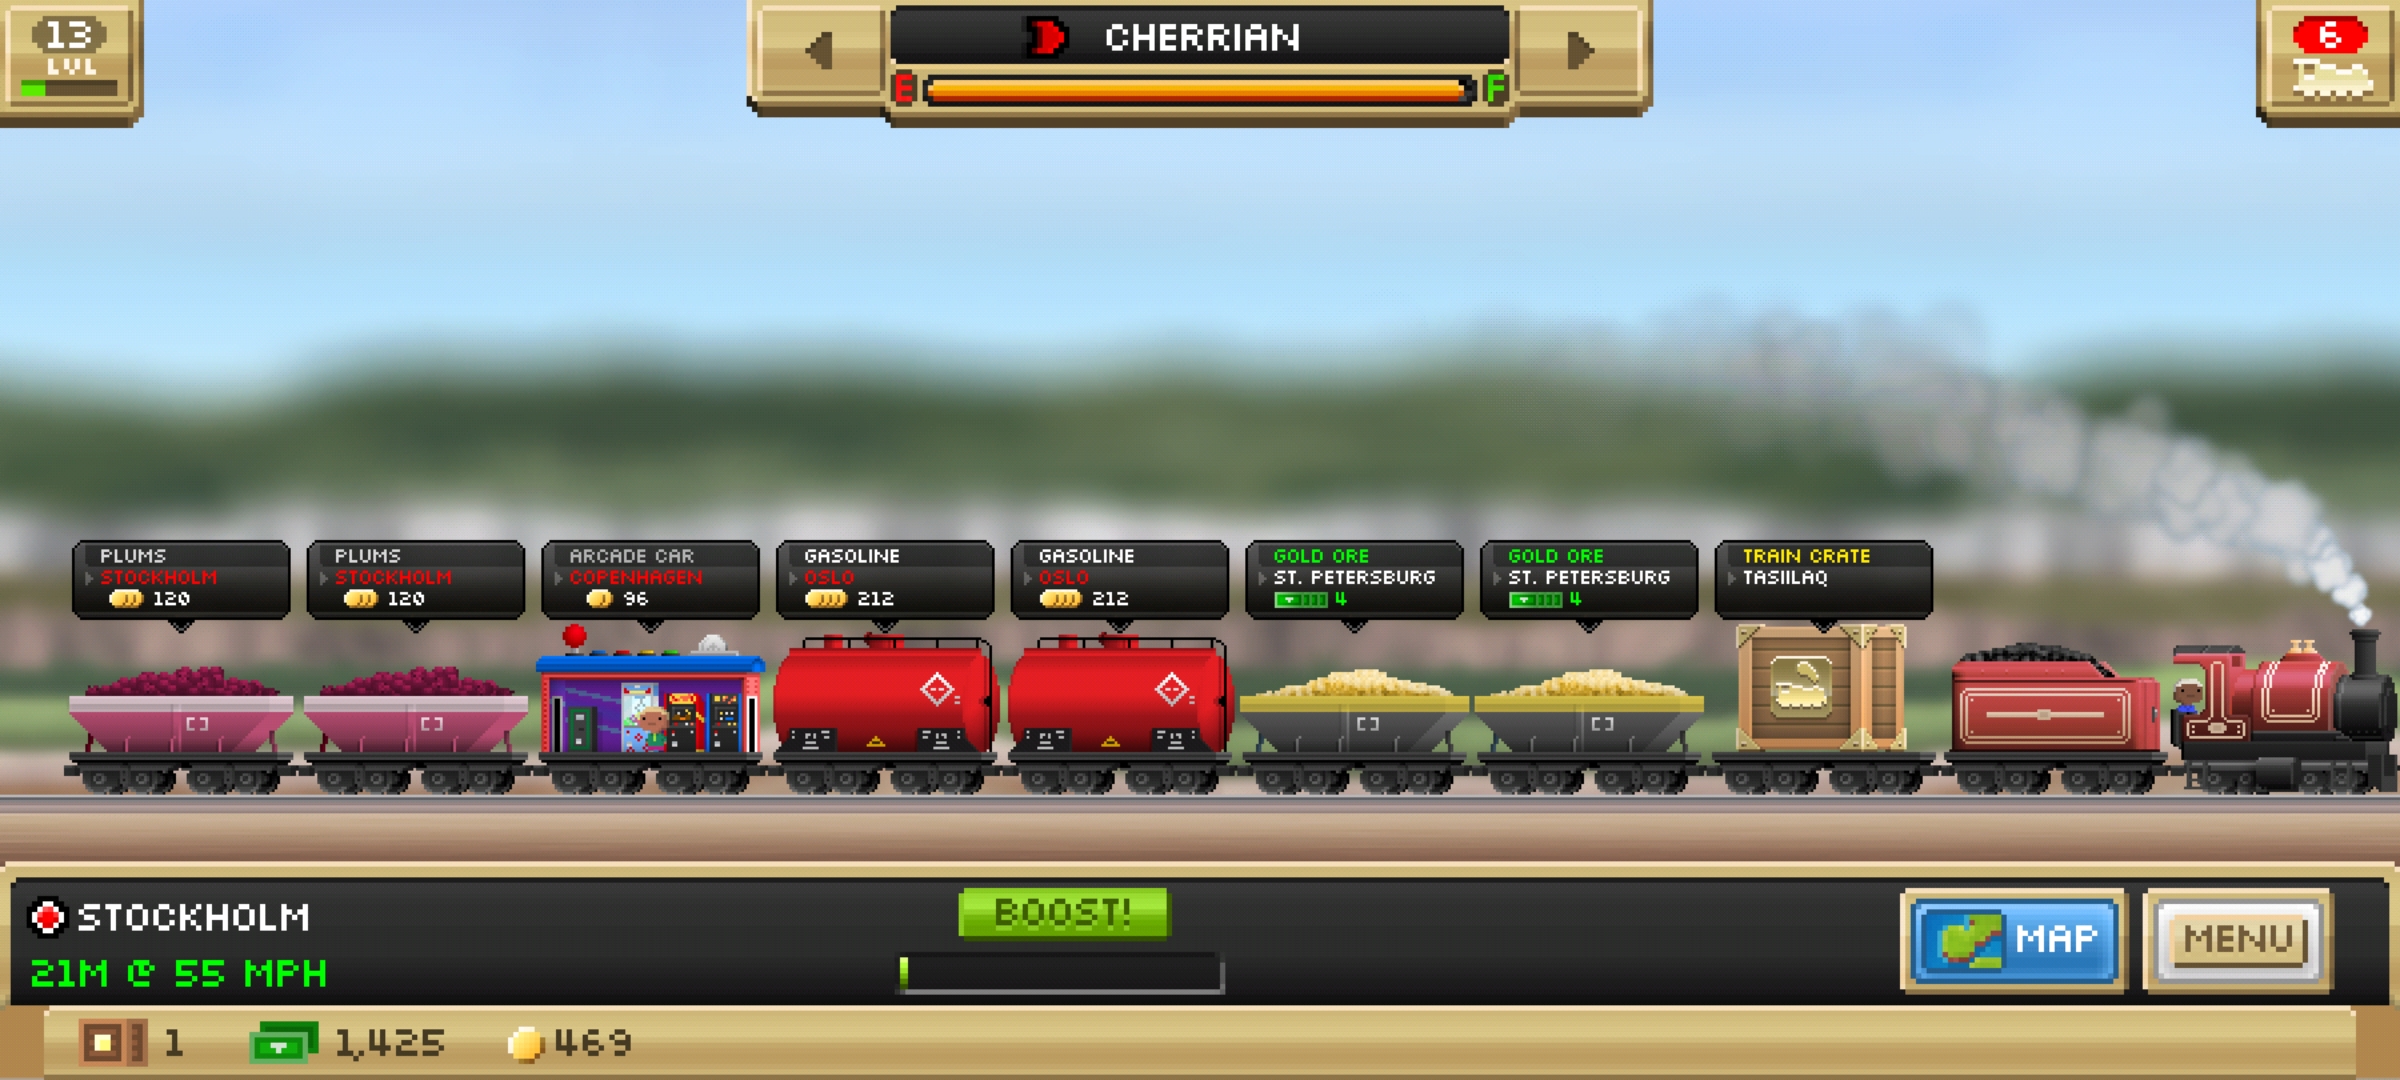 13
LVL
CHERRIAN
E
F
6
PLUMS
STOCKHOLM
120
PLUMS
STOCKHOLM
120
ARCADE CAR
COPENHAGEN
96
GASOLINE
OSLO
212
GASOLINE
OSLO
212
GOLD ORE
ST. PETERSBURG
4
GOLD ORE
ST. PETERSBURG
4
TRAIN CRATE
TASIILAQ
STOCKHOLM
21M @ 55 MPH
BOOST!
MAP
MENU
1
1,425
469